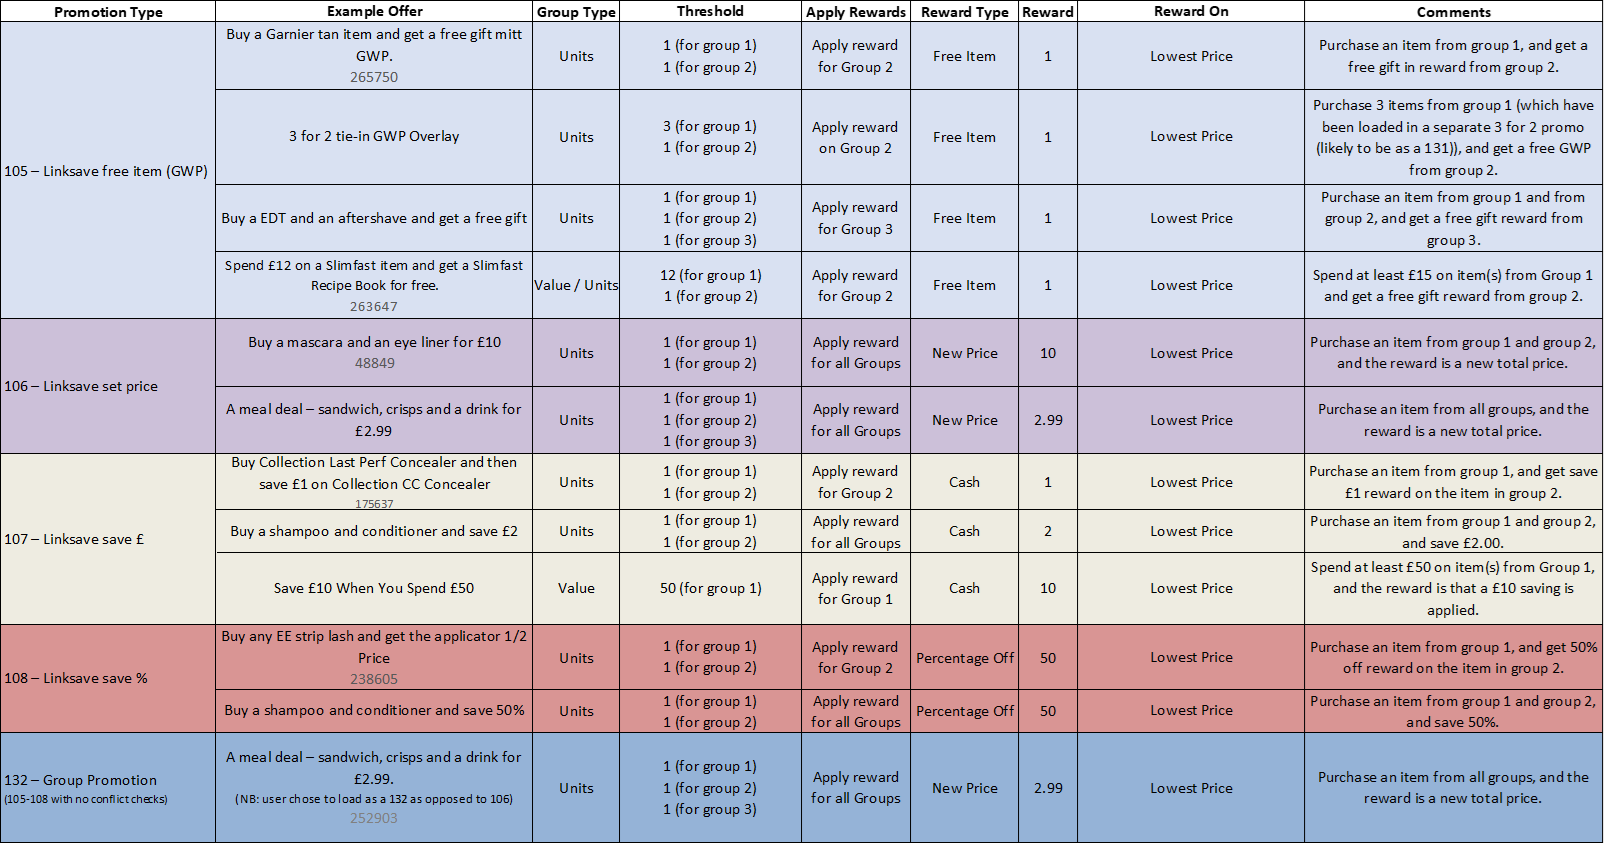 Promotion Type
Example Offer
Group Type
Threshold
Apply Rewards
Reward Type
Reward
Reward On
Comments
105 – Linksave free item (GWP)
Buy a Garnier tan item and get a free gift mitt
GWP.
265750
Units
1 (for group 1)
1 (for group 2)
Apply reward
for Group 2
Free Item
1
Lowest Price
Purchase an item from group 1, and get a
free gift in reward from group 2.
3 for 2 tie-in GWP Overlay
Units
3 (for group 1)
1 (for group 2)
Apply reward
on Group 2
Free Item
1
Lowest Price
Purchase 3 items from group 1 (which have
been loaded in a separate 3 for 2 promo
(likely to be as a 131)), and get a free GWP
from group 2.
Buy a EDT and an aftershave and get a free gift
Units
1 (for group 1)
1 (for group 2)
1 (for group 3)
Apply reward
for Group 3
Free Item
1
Lowest Price
Purchase an item from group 1 and from
group 2, and get a free gift reward from
group 3.
Spend £12 on a Slimfast item and get a Slimfast
Recipe Book for free.
263647
Value / Units
12 (for group 1)
1 (for group 2)
Apply reward
for Group 2
Free Item
1
Lowest Price
Spend at least £15 on item(s) from Group 1
and get a free gift reward from group 2.
106 – Linksave set price
Buy a mascara and an eye liner for £10
48849
Units
1 (for group 1)
1 (for group 2)
Apply reward
for all Groups
New Price
10
Lowest Price
Purchase an item from group 1 and group 2,
and the reward is a new total price.
A meal deal – sandwich, crisps and a drink for
£2.99
Units
1 (for group 1)
1 (for group 2)
1 (for group 3)
Apply reward
for all Groups
New Price
2.99
Lowest Price
Purchase an item from all groups, and the
reward is a new total price.
107 – Linksave save £
Buy Collection Last Perf Concealer and then
save £1 on Collection CC Concealer
175637
Units
1 (for group 1)
1 (for group 2)
Apply reward
for Group 2
Cash
1
Lowest Price
Purchase an item from group 1, and get save
£1 reward on the item in group 2.
Buy a shampoo and conditioner and save £2
Units
1 (for group 1)
1 (for group 2)
Apply reward
for all Groups
Cash
2
Lowest Price
Purchase an item from group 1 and group 2,
and save £2.00.
Save £10 When You Spend £50
Value
50 (for group 1)
Apply reward
for Group 1
Cash
10
Lowest Price
Spend at least £50 on item(s) from Group 1,
and the reward is that a £10 saving is
applied.
108 – Linksave save %
Buy any EE strip lash and get the applicator 1/2
Price
238605
Units
1 (for group 1)
1 (for group 2)
Apply reward
for Group 2
Percentage Off
50
Lowest Price
Purchase an item from group 1, and get 50%
off reward on the item in group 2.
Buy a shampoo and conditioner and save 50%
Units
1 (for group 1)
1 (for group 2)
Apply reward
for all Groups
Percentage Off
50
Lowest Price
Purchase an item from group 1 and group 2,
and save 50%.
132 – Group Promotion
(105-108 with no conflict checks)
A meal deal – sandwich, crisps and a drink for
£2.99.
(NB: user chose to load as a 132 as opposed to 106)
252903
Units
1 (for group 1)
1 (for group 2)
1 (for group 3)
Apply reward
for all Groups
New Price
2.99
Lowest Price
Purchase an item from all groups, and the
reward is a new total price.